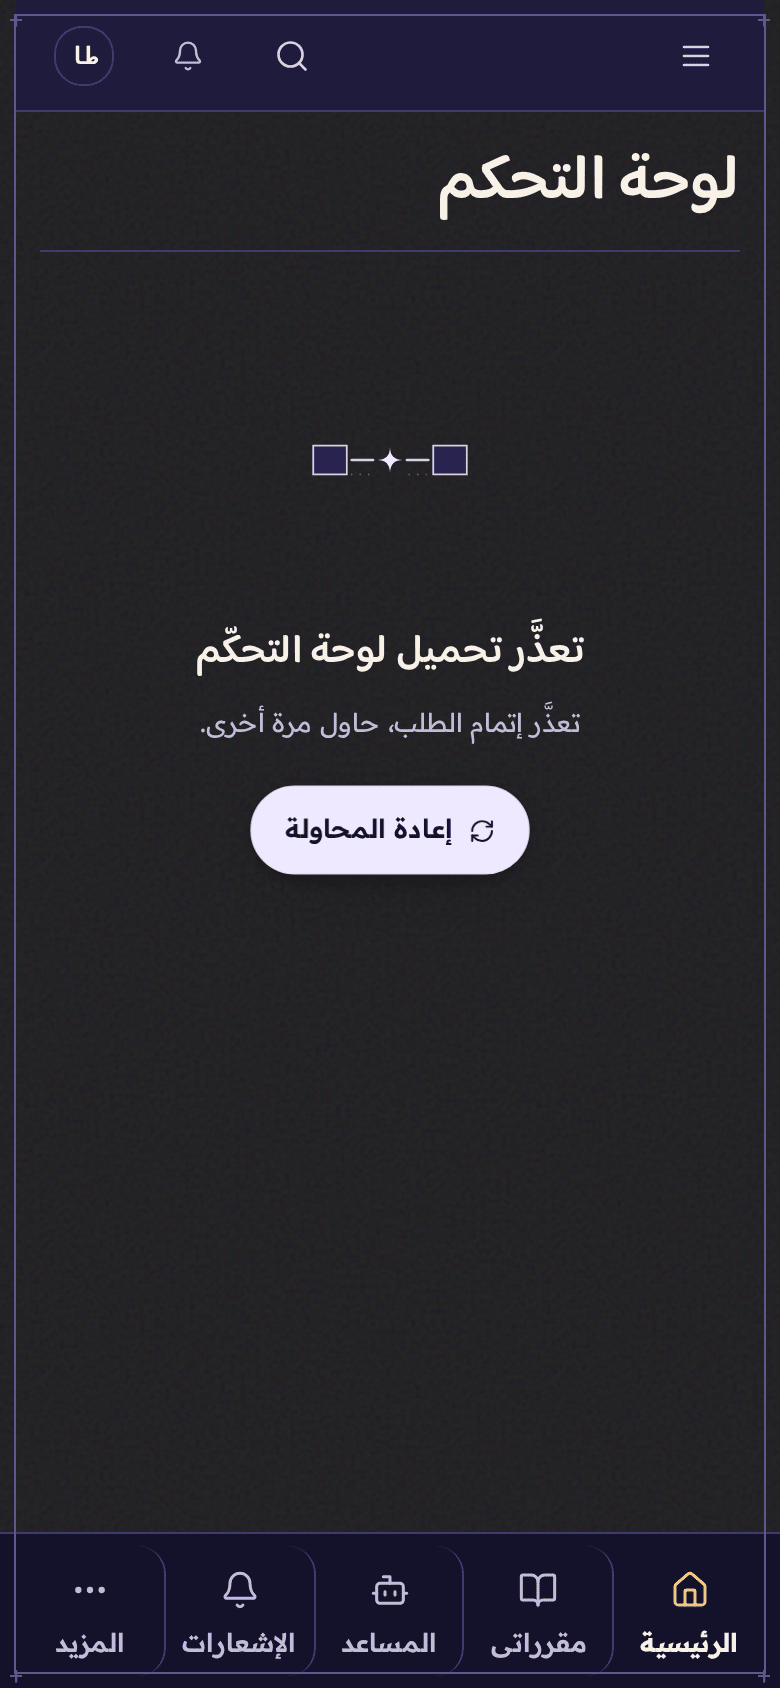 طا
لوحة التحكم
تعذَّر تحميل لوحة التحكّم
تعذَّر إتمام الطلب، حاول مرة أخرى.
إعادة المحاولة
الرئيسية
مقرراتى
المساعد
الإشعارات
المزيد